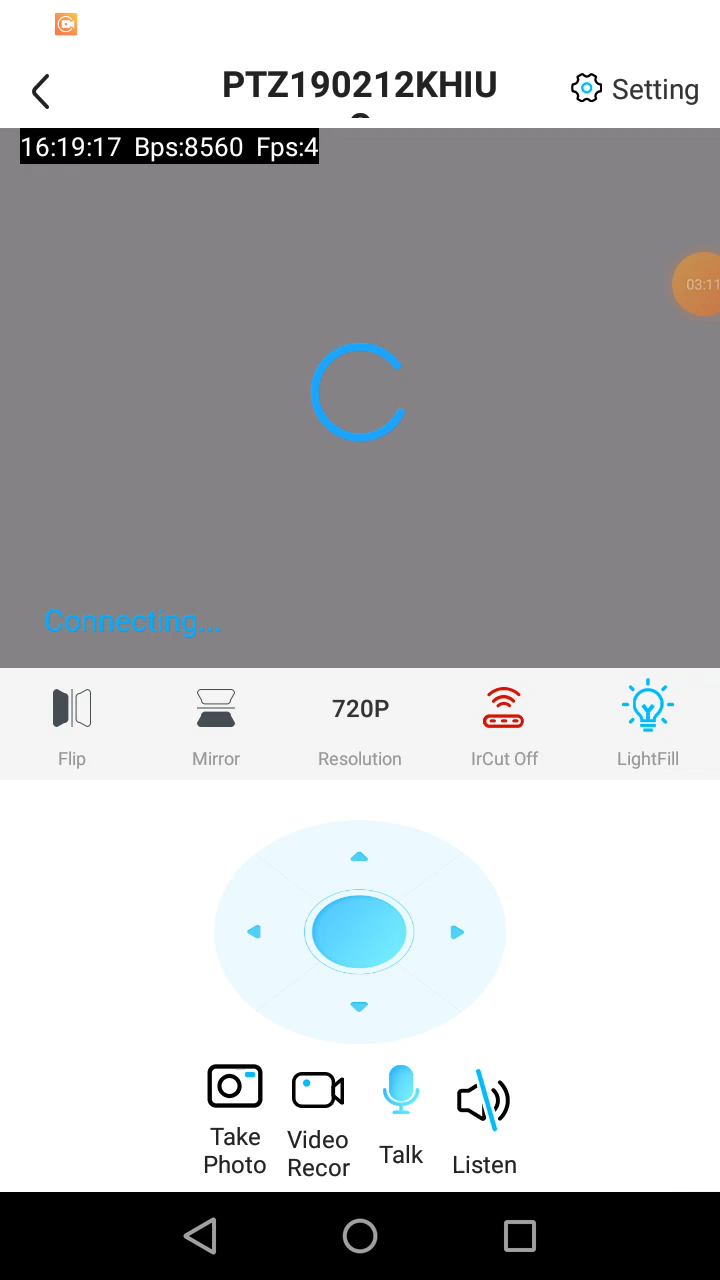 PTZ190212KHIU
Setting
16:19:17 Bps:8560 Fps:4
03:11
Connecting...
720P
Flip
Mirror
Resolution
IrCut Off
LightFill
Take
Photo
Video
Recor
Talk
Listen